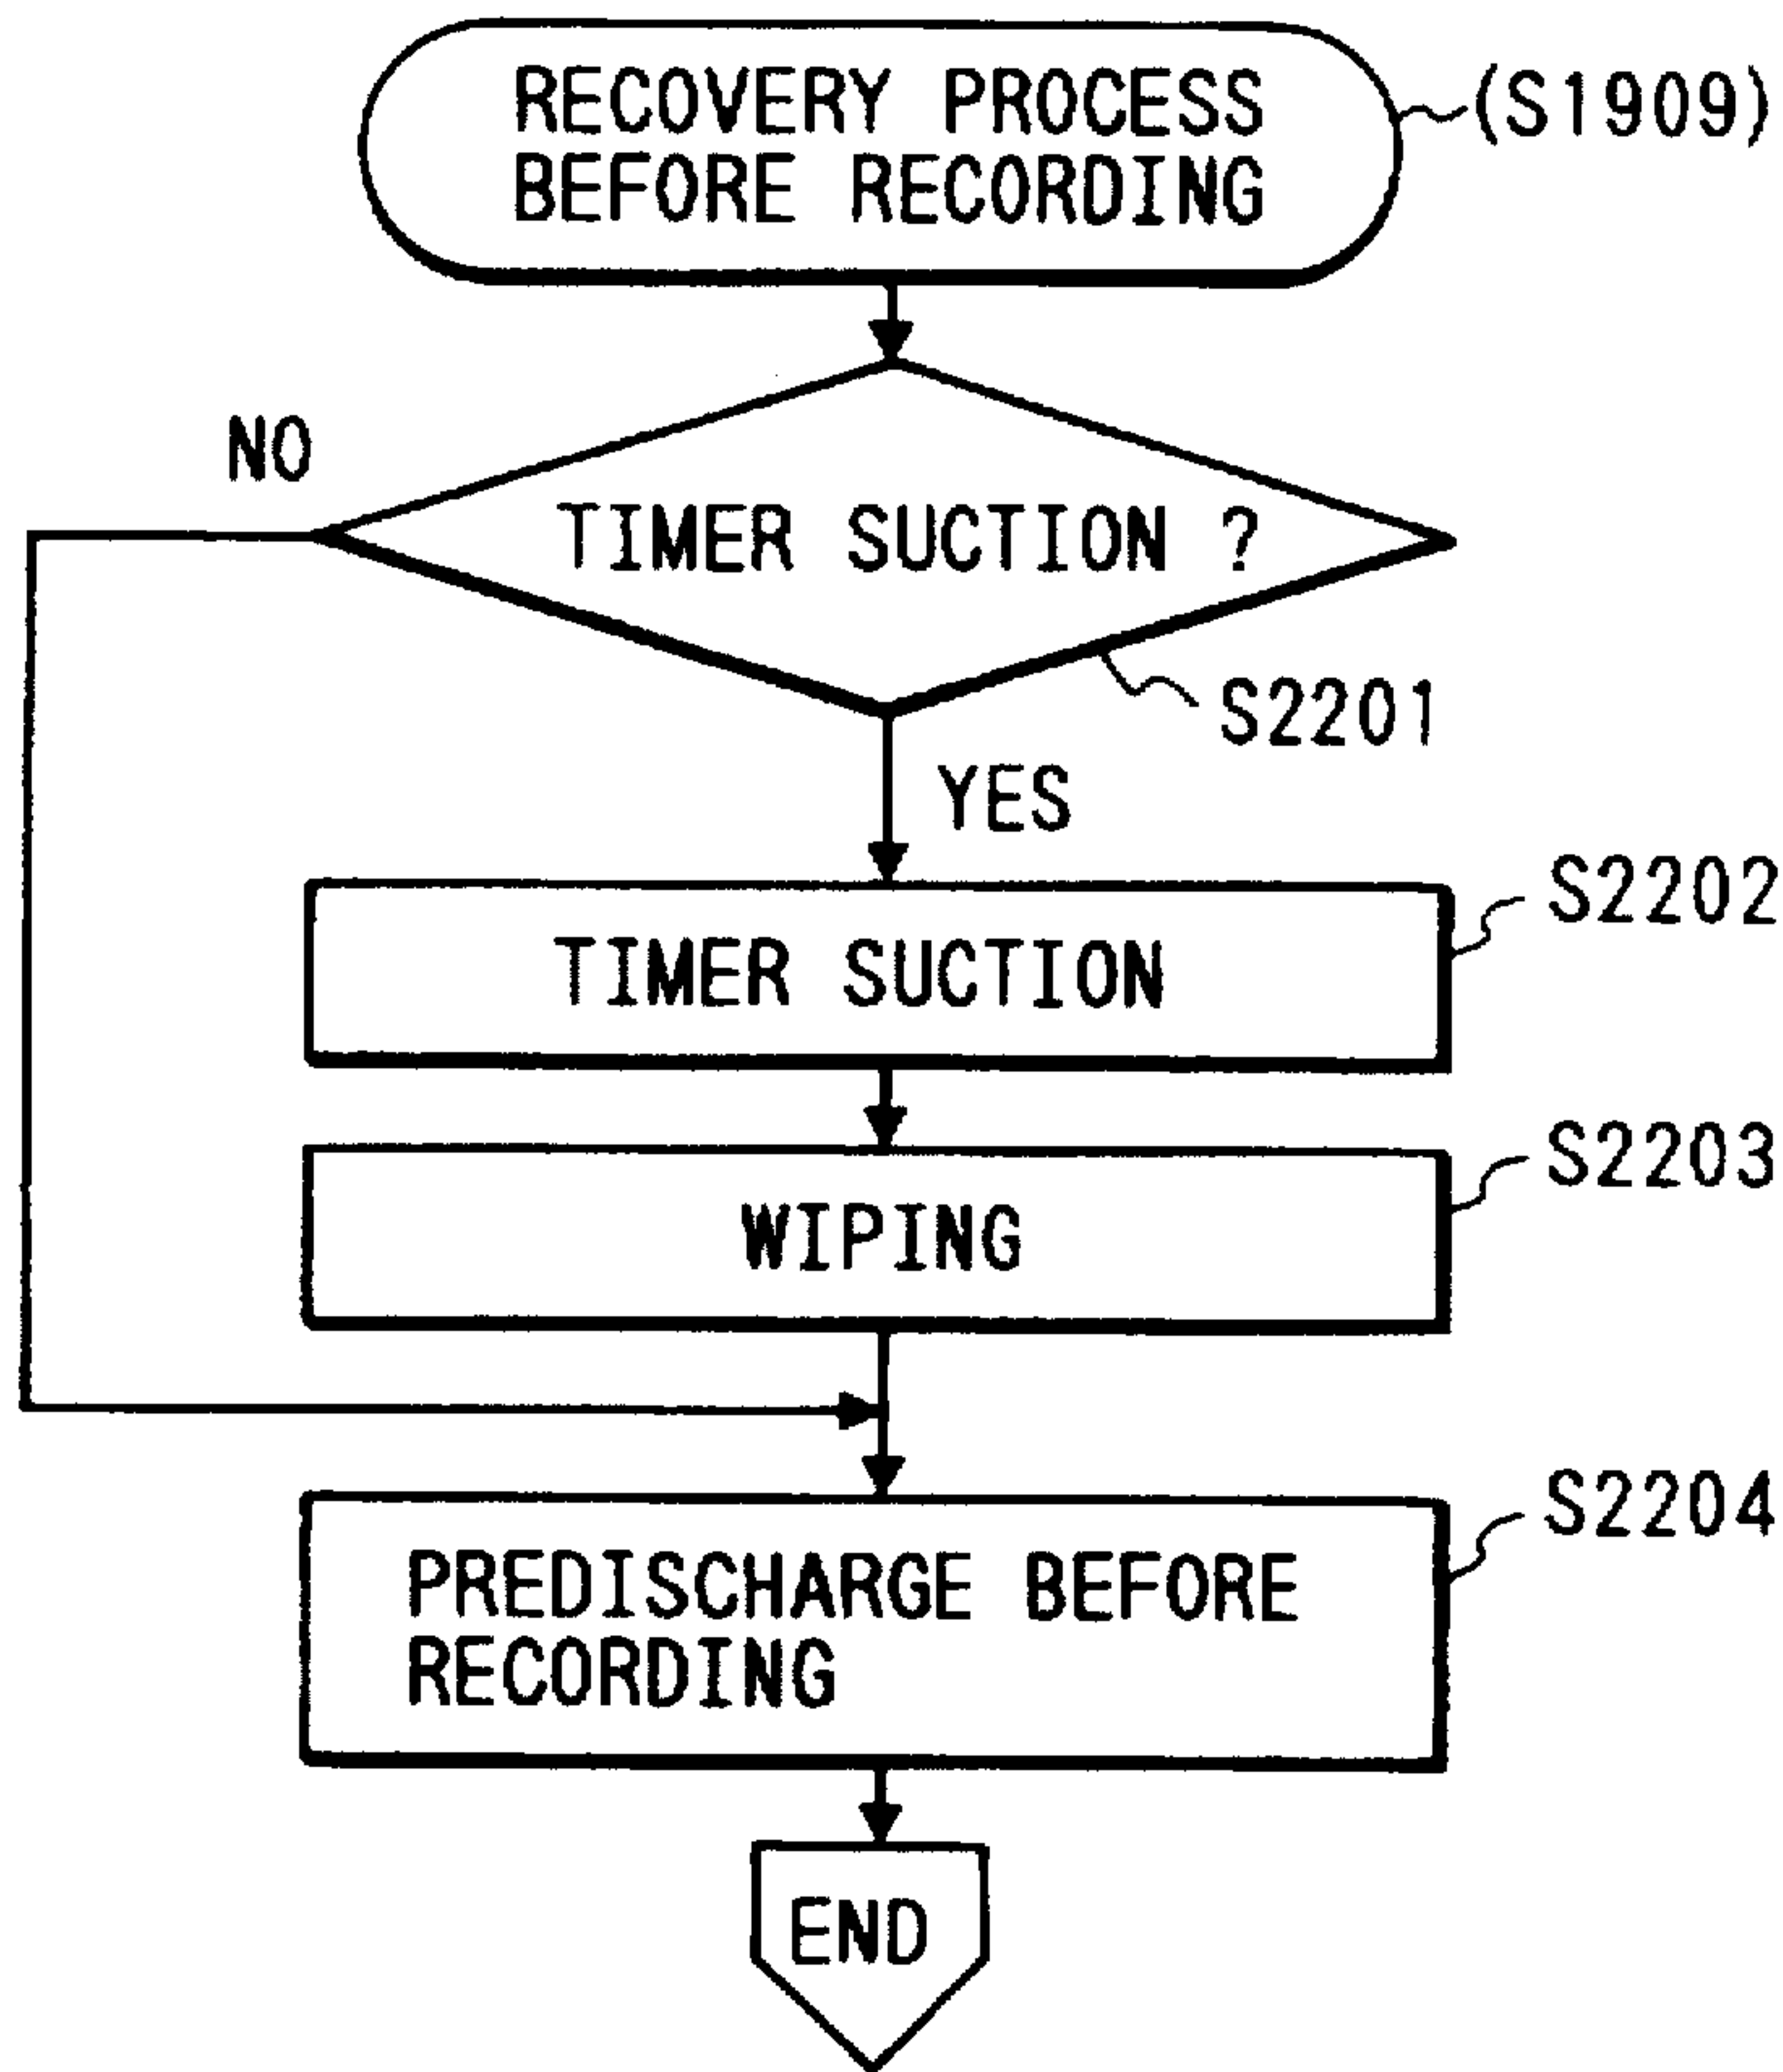 RECOVERY PROCESS
BEFORE RECORDING
(S1909)
NO
TIMER SUCTION ?
S2201
YES
S2202
TIMER SUCTION
S2203
WIPING
S2204
PREDISCHARGE BEFORE
RECORDING
END